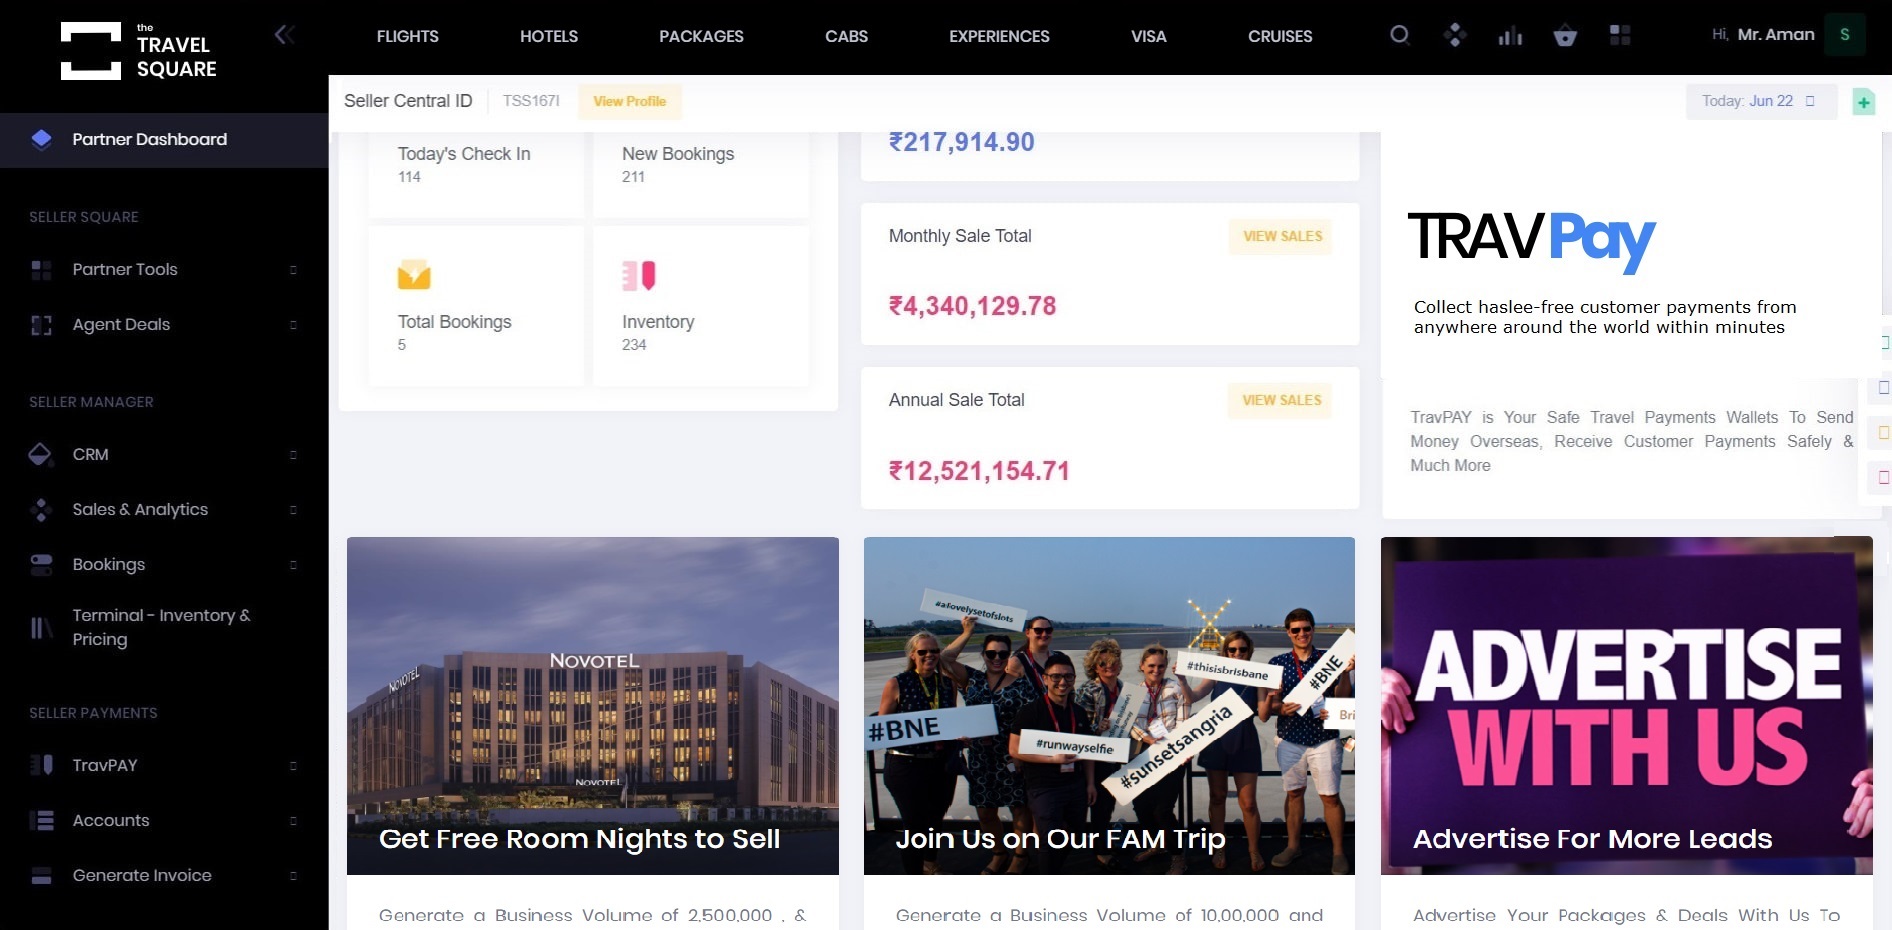 the
TRAVEL
SQUARE
FLIGHTS
HOTELS
PACKAGES
CABS
EXPERIENCES
VISA
CRUISES
Hi, Mr. Aman
S
Seller Central ID
TSS167I
View Profile
Today: Jun 22
Partner Dashboard
SELLER SQUARE
Partner Tools
Agent Deals
SELLER MANAGER
CRM
Sales & Analytics
Bookings
Terminal - Inventory &
Pricing
SELLER PAYMENTS
TravPAY
Accounts
Generate Invoice
Today's Check In
114
New Bookings
211
Total Bookings
5
Inventory
234
₹217,914.90
Monthly Sale Total
VIEW SALES
₹4,340,129.78
Annual Sale Total
VIEW SALES
₹12,521,154.71
TRAVPay
Collect haslee-free customer payments from
anywhere around the world within minutes
TravPAY is Your Safe Travel Payments Wallets To Send
Money Overseas, Receive Customer Payments Safely &
Much More
NOVOTEL
NOVOTEL
NOVOTEL
Get Free Room Nights to Sell
Generate a Business Volume of 2,500,000 , &
#alovelysetofslots
#thisisbrisbane
#BNE
#BNE
Bri
#runwayselfie
#sunsetsangria
Join Us on Our FAM Trip
Generate a Business Volume of 10,00,000 and
ADVERTISE
WITH US
Advertise For More Leads
Advertise Your Packages & Deals With Us To